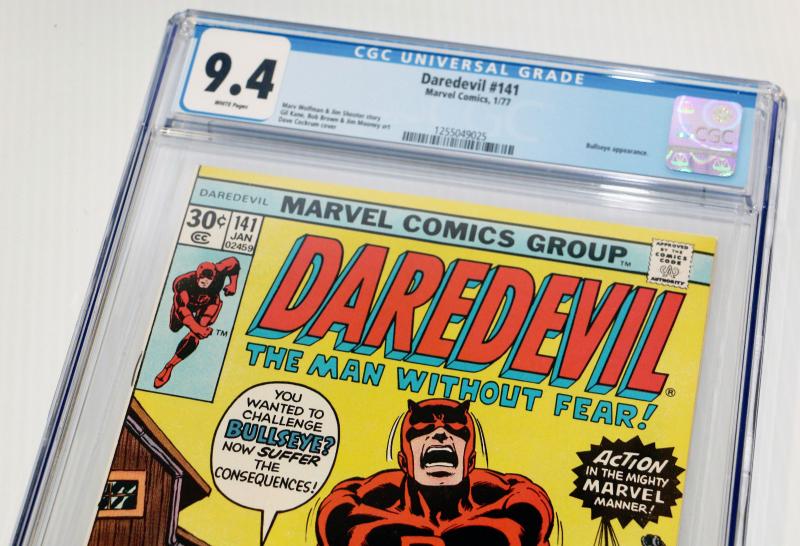 CGC UNIVERSAL GRADE
9.4
WHITE Pages
Daredevil #141
Marvel Comics, 1/77
Marv Wolfman & Jim Shooter story
Gil Kane, Bob Brown & Jim Mooney art
Dave Cockrum cover
1255049025
Bullseye appearance.
CGC
DAREDEVIL
MARVEL COMICS GROUP™
30¢
CC
141
JAN
02459
APPROVED
BY THE
COMICS
CODE
AUTHORITY
DAREDEVIL®
THE MAN WITHOUT FEAR!
TM
YOU
WANTED TO
CHALLENGE
BULLSEYE?
NOW SUFFER
THE
CONSEQUENCES!
ACTION
IN THE MIGHTY
MARVEL
MANNER!